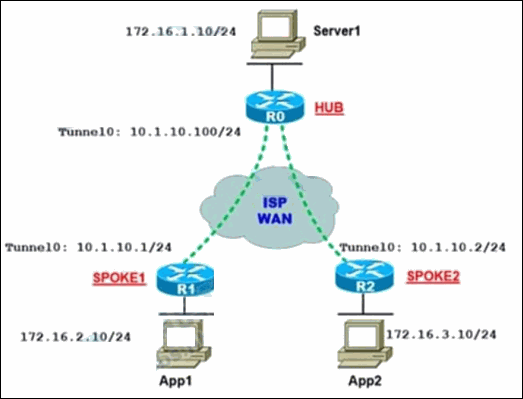 172.16.1.10/24
Server1
R0
HUB
Tunnel0: 10.1.10.100/24
ISP
WAN
Tunnel0: 10.1.10.1/24
Tunnel0: 10.1.10.2/24
SPOKE1
R1
R2
SPOKE2
172.16.2.10/24
172.16.3.10/24
App1
App2